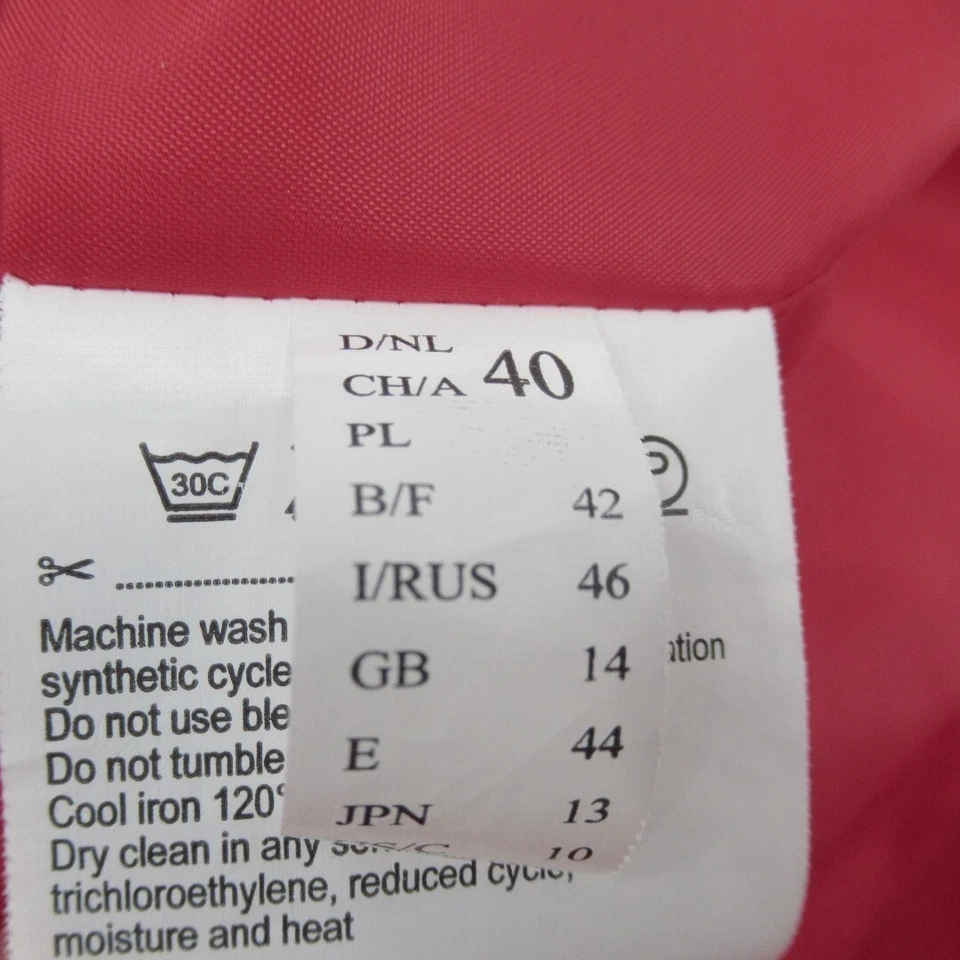 D/NL
CH/A 40
PL
B/F 42
I/RUS 46
GB 14
E 44
JPN 13
10
30C
P
Machine wash
synthetic cycle
ation
Do not use ble
Do not tumble
Cool iron 120°
Dry clean in any
trichloroethylene, reduced
moisture and heat